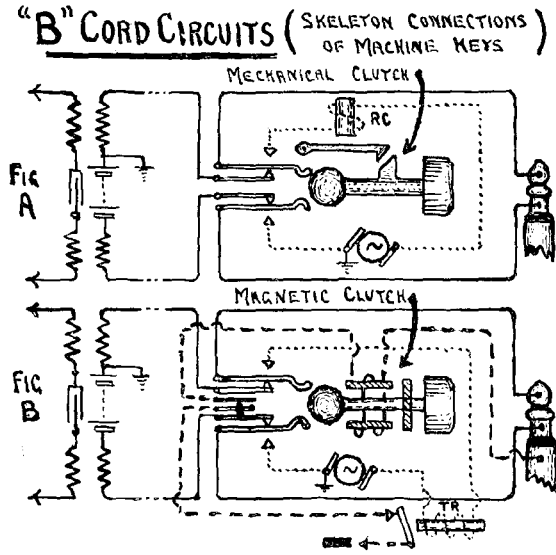 "B" CORD CIRCUITS (SKELETON CONNECTIONS
OF MACHINE KEYS)
MECHANICAL CLUTCH
RC
FIG
A
MAGNETIC CLUTCH
FIG
B
TR